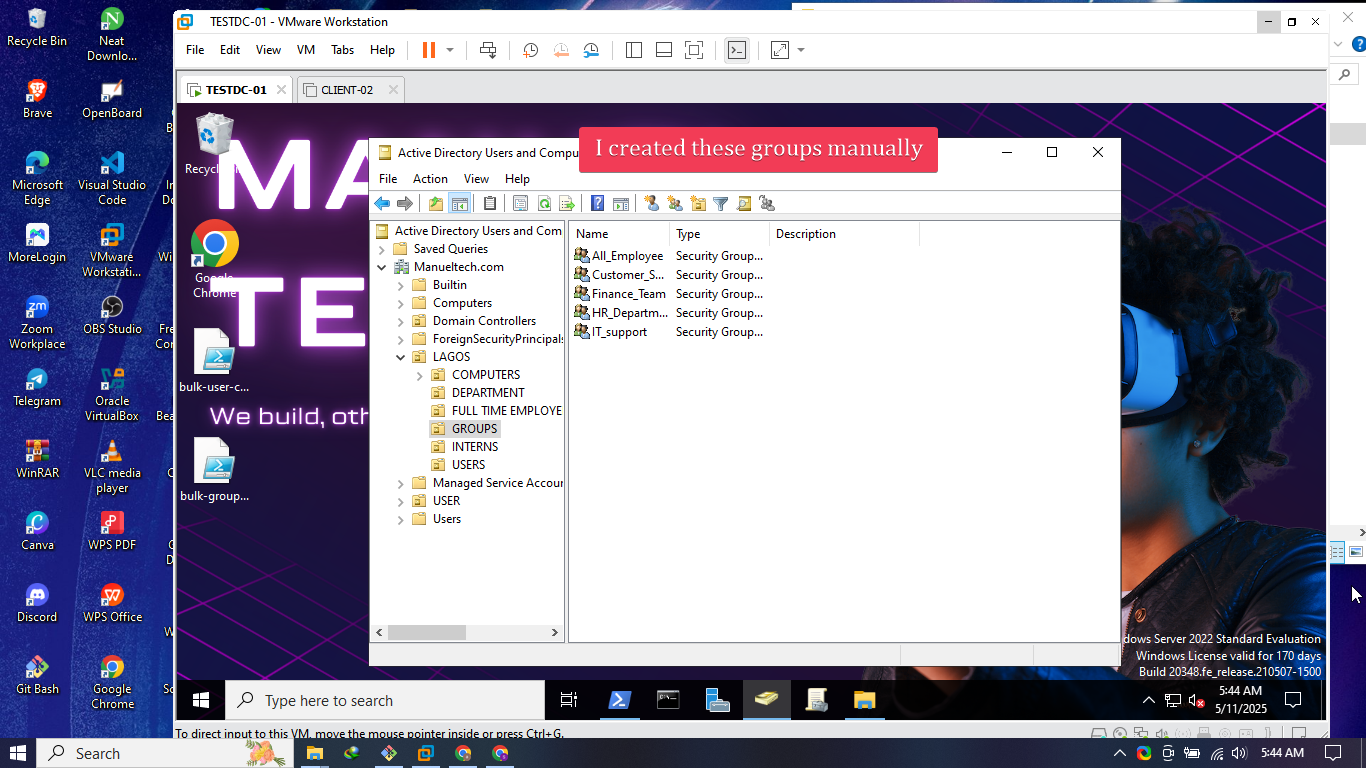 TESTDC-01 - VMware Workstation
File Edit View VM Tabs Help
TESTDC-01
CLIENT-02
Recycle Bin
Neat Downlo...
Brave
OpenBoard
Microsoft Edge
Visual Studio Code
MoreLogin
VMware Workstati...
Zoom Workplace
OBS Studio
Telegram
Oracle VirtualBox
WinRAR
VLC media player
Canva
WPS PDF
Discord
WPS Office
Git Bash
Google Chrome
Google Chrome
bulk-user-c...
We build, oth
bulk-group...
I created these groups manually
Active Directory Users and Compu
File Action View Help
Active Directory Users and Com
Saved Queries
Manueltech.com
Builtin
Computers
Domain Controllers
ForeignSecurityPrincipals
LAGOS
COMPUTERS
DEPARTMENT
FULL TIME EMPLOYE
GROUPS
INTERNS
USERS
Managed Service Accour
USER
Users
Name Type Description
All_Employee Security Group...
Customer_S... Security Group...
Finance_Team Security Group...
HR_Departm... Security Group...
IT_support Security Group...
dows Server 2022 Standard Evaluation
Windows License valid for 170 days
Build 20348.fe_release.210507-1500
Type here to search
5:44 AM
5/11/2025
To direct input to this VM, move the mouse pointer inside or press Ctrl+G.
Search
5:44 AM